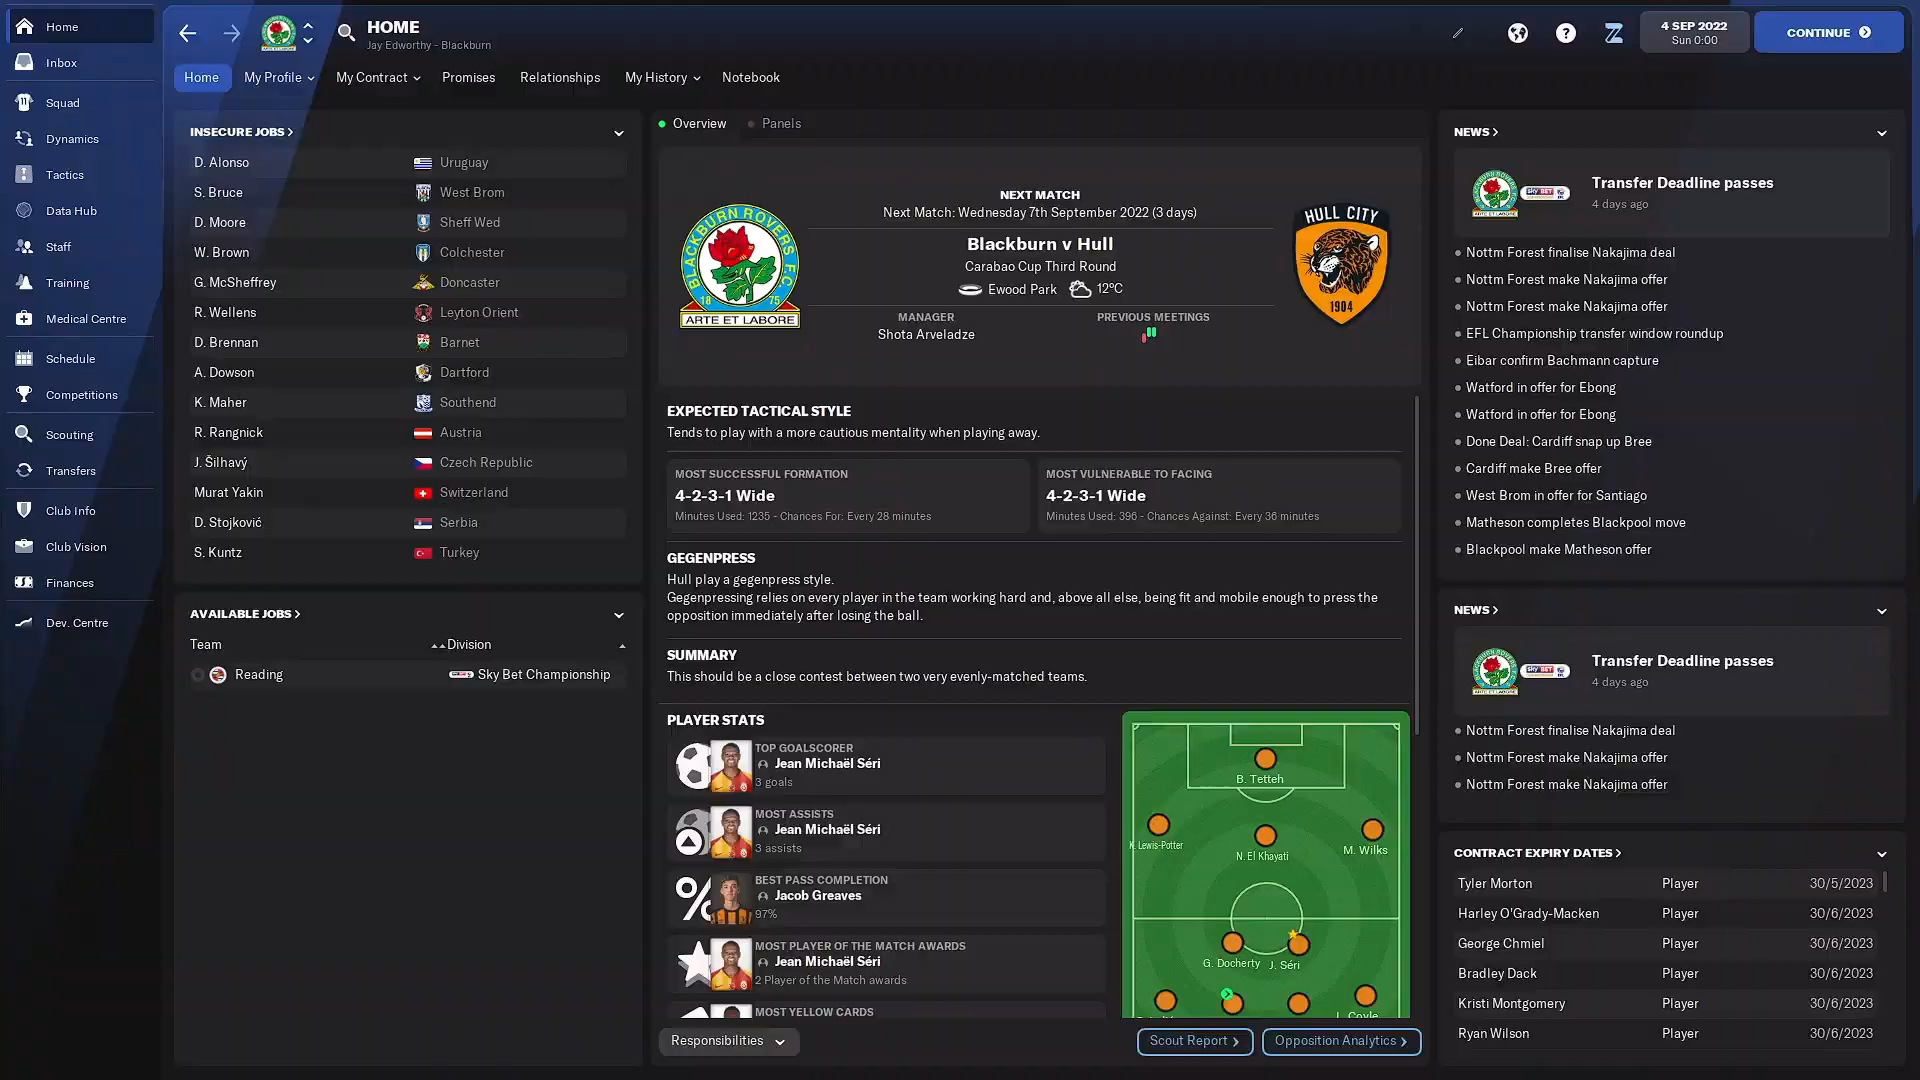 Home
Inbox
Squad
Dynamics
Tactics
Data Hub
Staff
Training
Medical Centre
Schedule
Competitions
Scouting
Transfers
Club Info
Club Vision
Finances
Dev. Centre
HOME
Jay Edworthy - Blackburn
4 SEP 2022
Sun 0:00
CONTINUE
Home My Profile My Contract Promises Relationships My History Notebook
INSECURE JOBS
D. Alonso Uruguay
S. Bruce West Brom
D. Moore Sheff Wed
W. Brown Colchester
G. McSheffrey Doncaster
R. Wellens Leyton Orient
D. Brennan Barnet
A. Dowson Dartford
K. Maher Southend
R. Rangnick Austria
J. Šilhavý Czech Republic
Murat Yakin Switzerland
D. Stojković Serbia
S. Kuntz Turkey
AVAILABLE JOBS
Team Division
Reading Sky Bet Championship
Overview Panels
BLACKBURN ROVERS F.C.
18 75
ARTE ET LABORE
NEXT MATCH
Next Match: Wednesday 7th September 2022 (3 days)
Blackburn v Hull
Carabao Cup Third Round
Ewood Park 12°C
MANAGER
Shota Arveladze
PREVIOUS MEETINGS
HULL CITY
1904
EXPECTED TACTICAL STYLE
Tends to play with a more cautious mentality when playing away.
MOST SUCCESSFUL FORMATION
4-2-3-1 Wide
Minutes Used: 1235 - Chances For: Every 28 minutes
MOST VULNERABLE TO FACING
4-2-3-1 Wide
Minutes Used: 396 - Chances Against: Every 36 minutes
GEGENPRESS
Hull play a gegenpress style.
Gegenpressing relies on every player in the team working hard and, above all else, being fit and mobile enough to press the
opposition immediately after losing the ball.
SUMMARY
This should be a close contest between two very evenly-matched teams.
PLAYER STATS
TOP GOALSCORER
Jean Michaël Séri
3 goals
MOST ASSISTS
Jean Michaël Séri
3 assists
BEST PASS COMPLETION
Jacob Greaves
97%
MOST PLAYER OF THE MATCH AWARDS
Jean Michaël Séri
2 Player of the Match awards
MOST YELLOW CARDS
B. Tetteh
K. Lewis-Potter
N. El Khayati
M. Wilks
G. Docherty
J. Séri
L. Coyle
Responsibilities
Scout Report
Opposition Analytics
NEWS
Transfer Deadline passes
4 days ago
Nottm Forest finalise Nakajima deal
Nottm Forest make Nakajima offer
Nottm Forest make Nakajima offer
EFL Championship transfer window roundup
Eibar confirm Bachmann capture
Watford in offer for Ebong
Watford in offer for Ebong
Done Deal: Cardiff snap up Bree
Cardiff make Bree offer
West Brom in offer for Santiago
Matheson completes Blackpool move
Blackpool make Matheson offer
NEWS
Transfer Deadline passes
4 days ago
Nottm Forest finalise Nakajima deal
Nottm Forest make Nakajima offer
Nottm Forest make Nakajima offer
CONTRACT EXPIRY DATES
Tyler Morton Player 30/5/2023
Harley O'Grady-Macken Player 30/6/2023
George Chmiel Player 30/6/2023
Bradley Dack Player 30/6/2023
Kristi Montgomery Player 30/6/2023
Ryan Wilson Player 30/6/2023